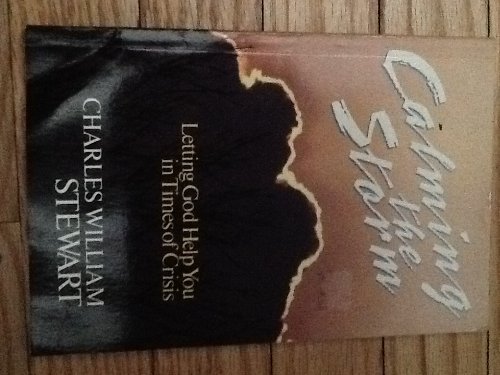 Calming
the
Storm
Letting God Help You
in Times of Crisis
CHARLES WILLIAM
STEWART